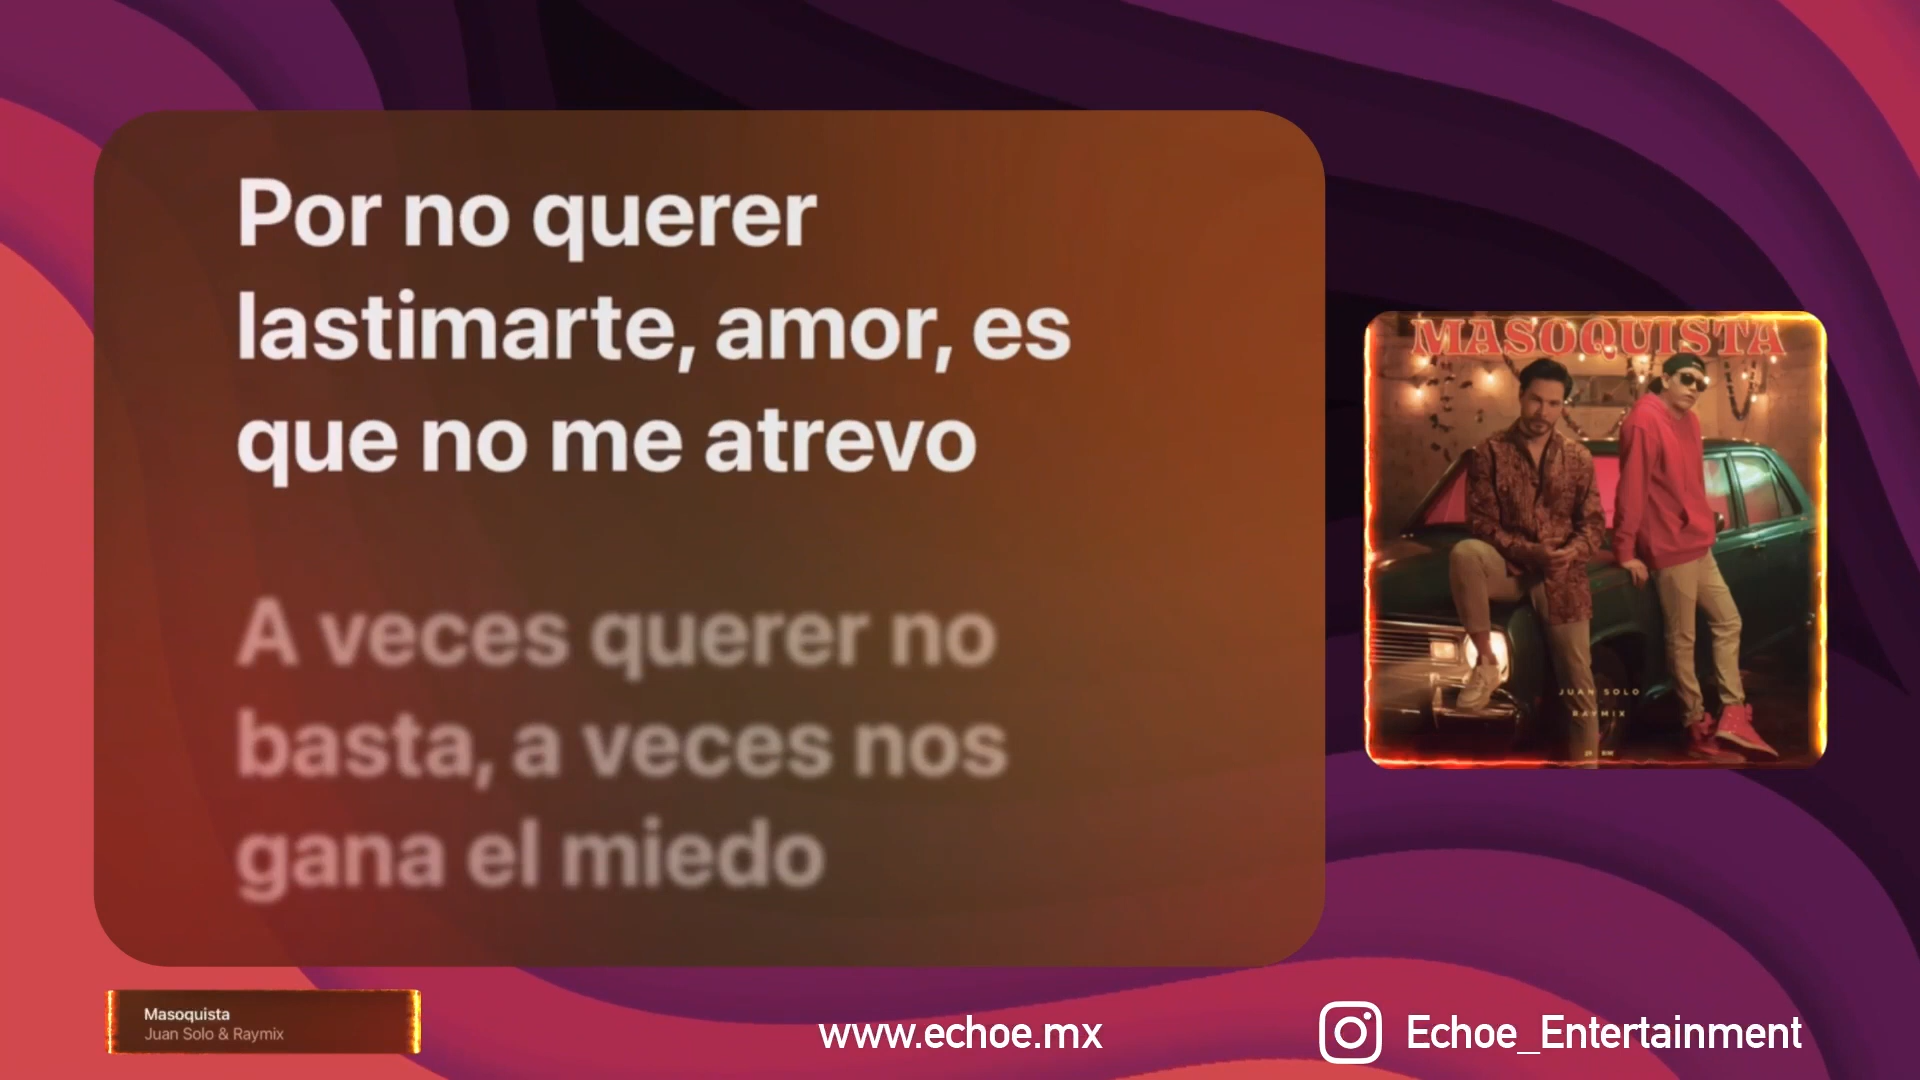 Por no querer
lastimarte, amor, es
que no me atrevo
A veces querer no
basta, a veces nos
gana el miedo
MASOQUISTA
JUAN SOLO
RAYMIX
Masoquista
Juan Solo & Raymix
www.echoe.mx
Echoe_Entertainment